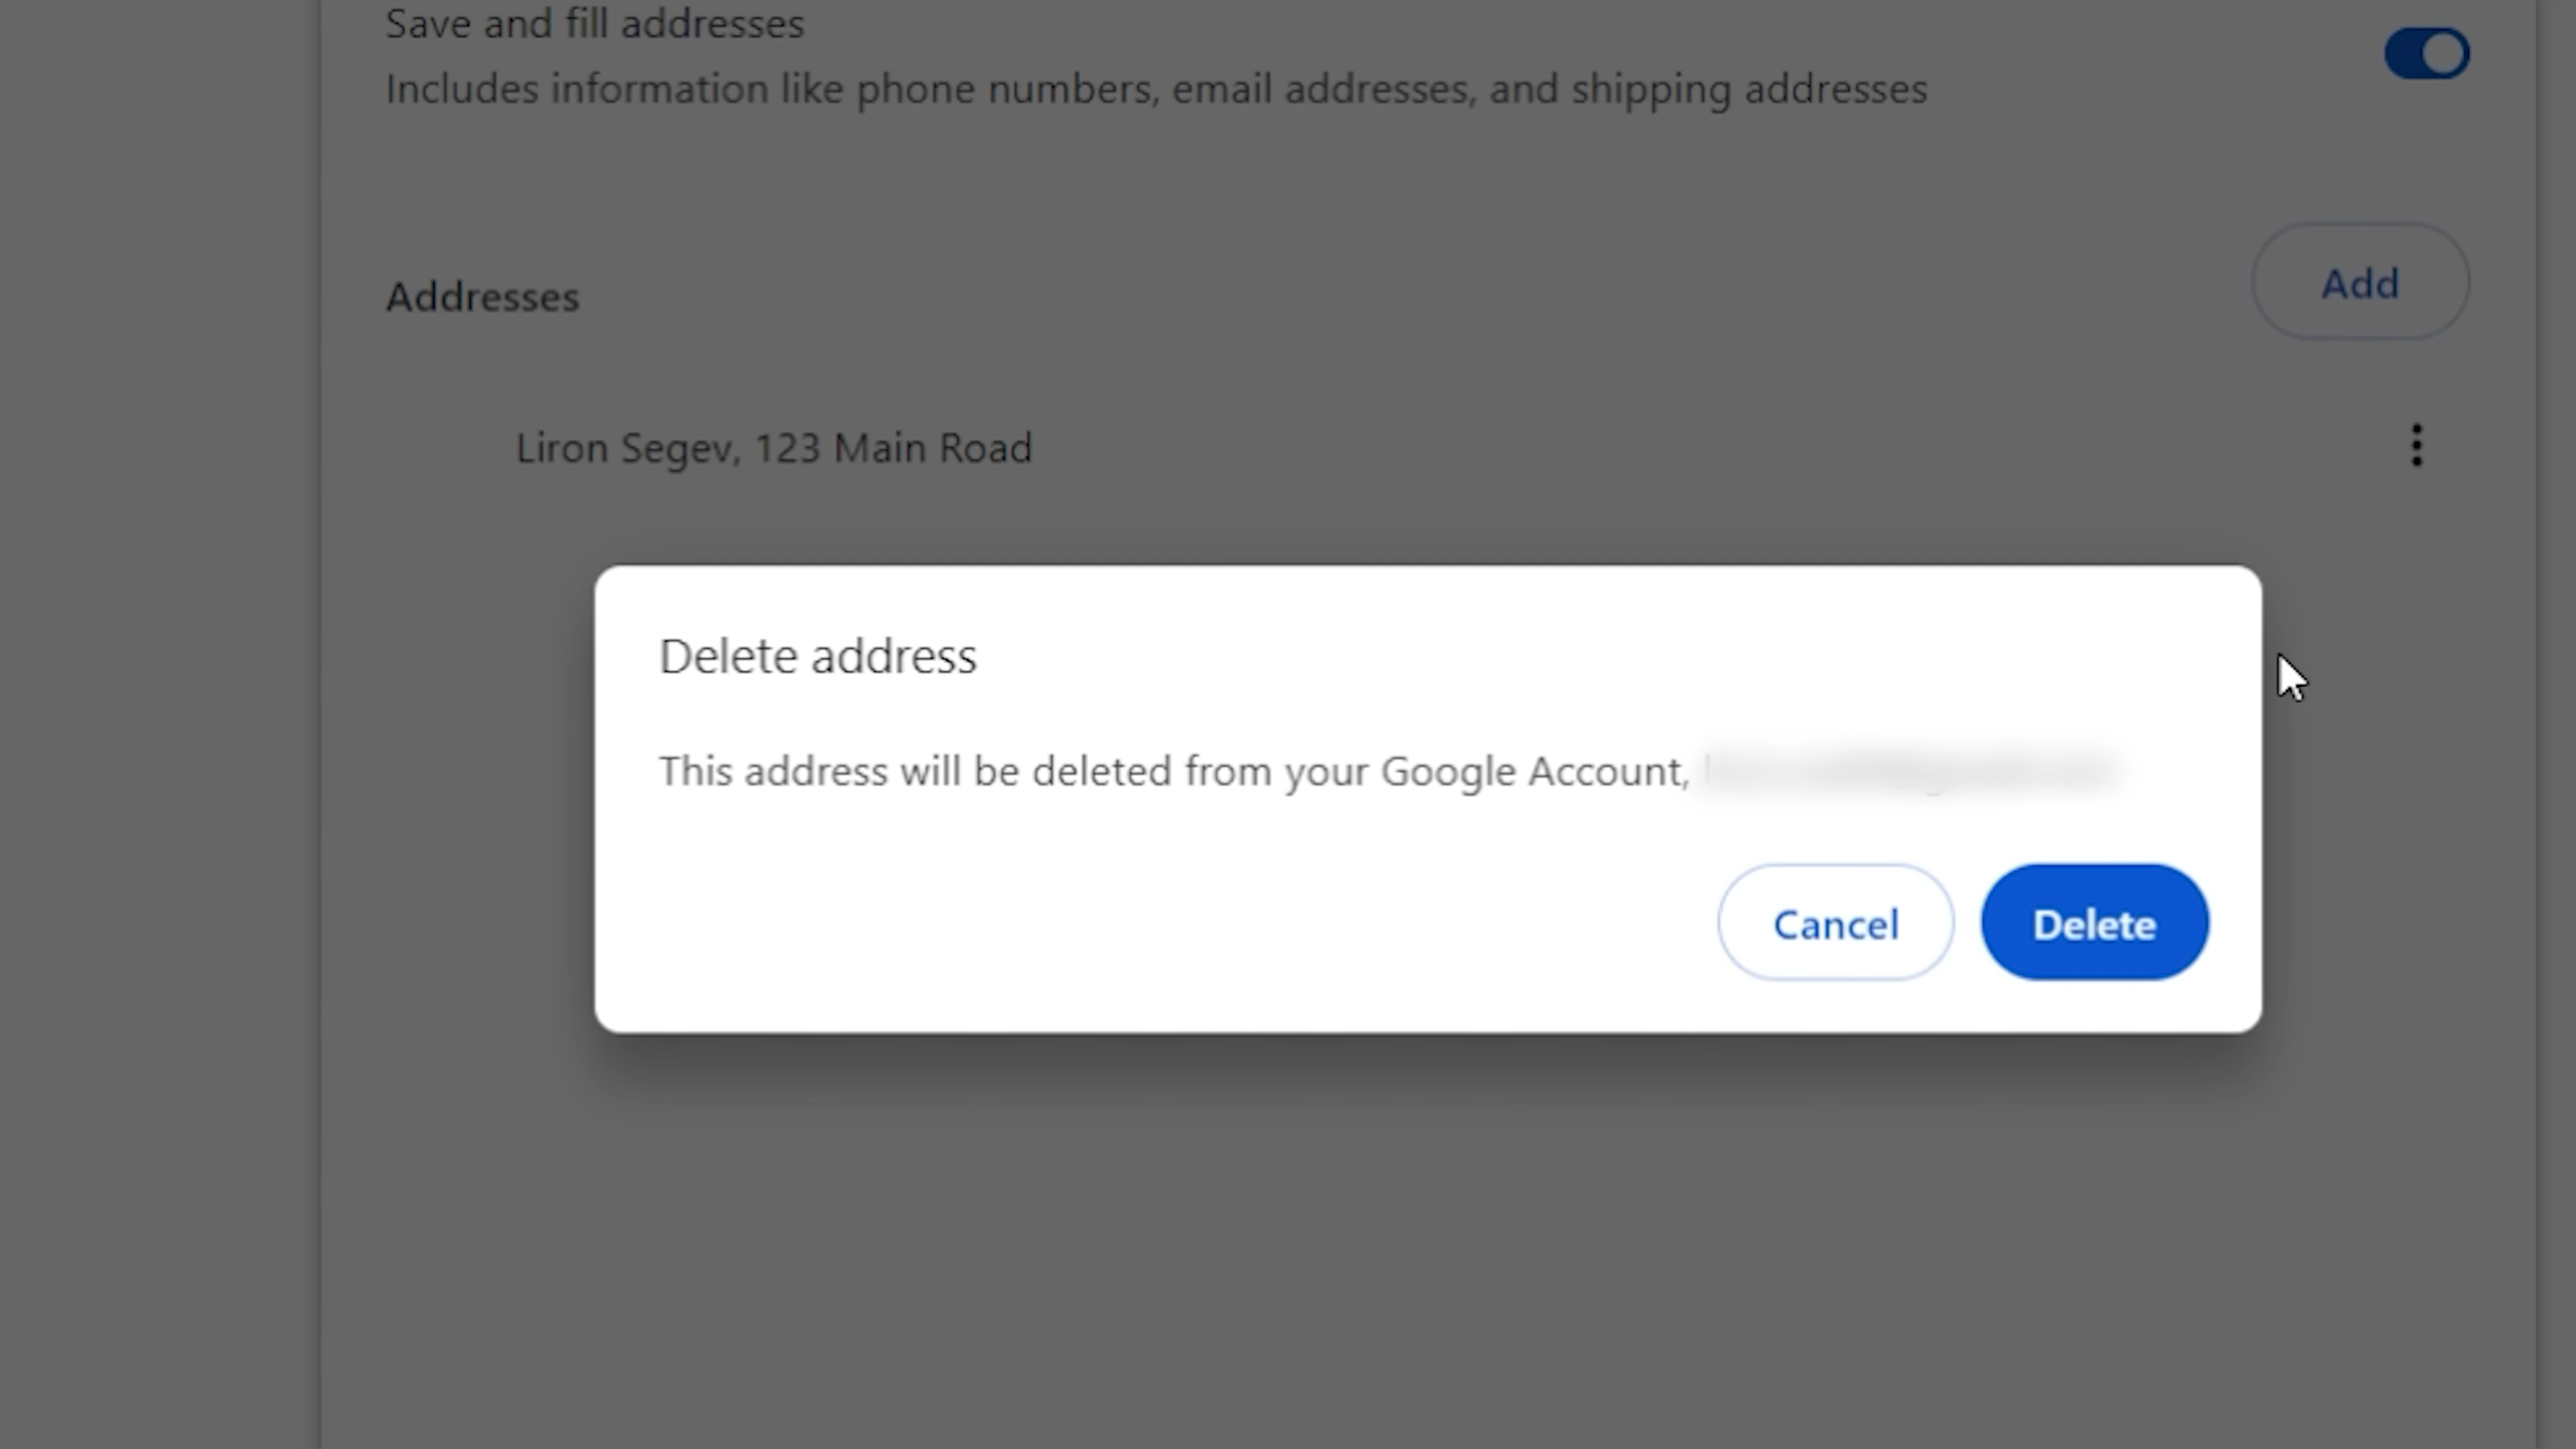 Save and fill addresses
Includes information like phone numbers, email addresses, and shipping addresses
Addresses
Add
Liron Segev, 123 Main Road
Delete address
This address will be deleted from your Google Account,
Cancel
Delete